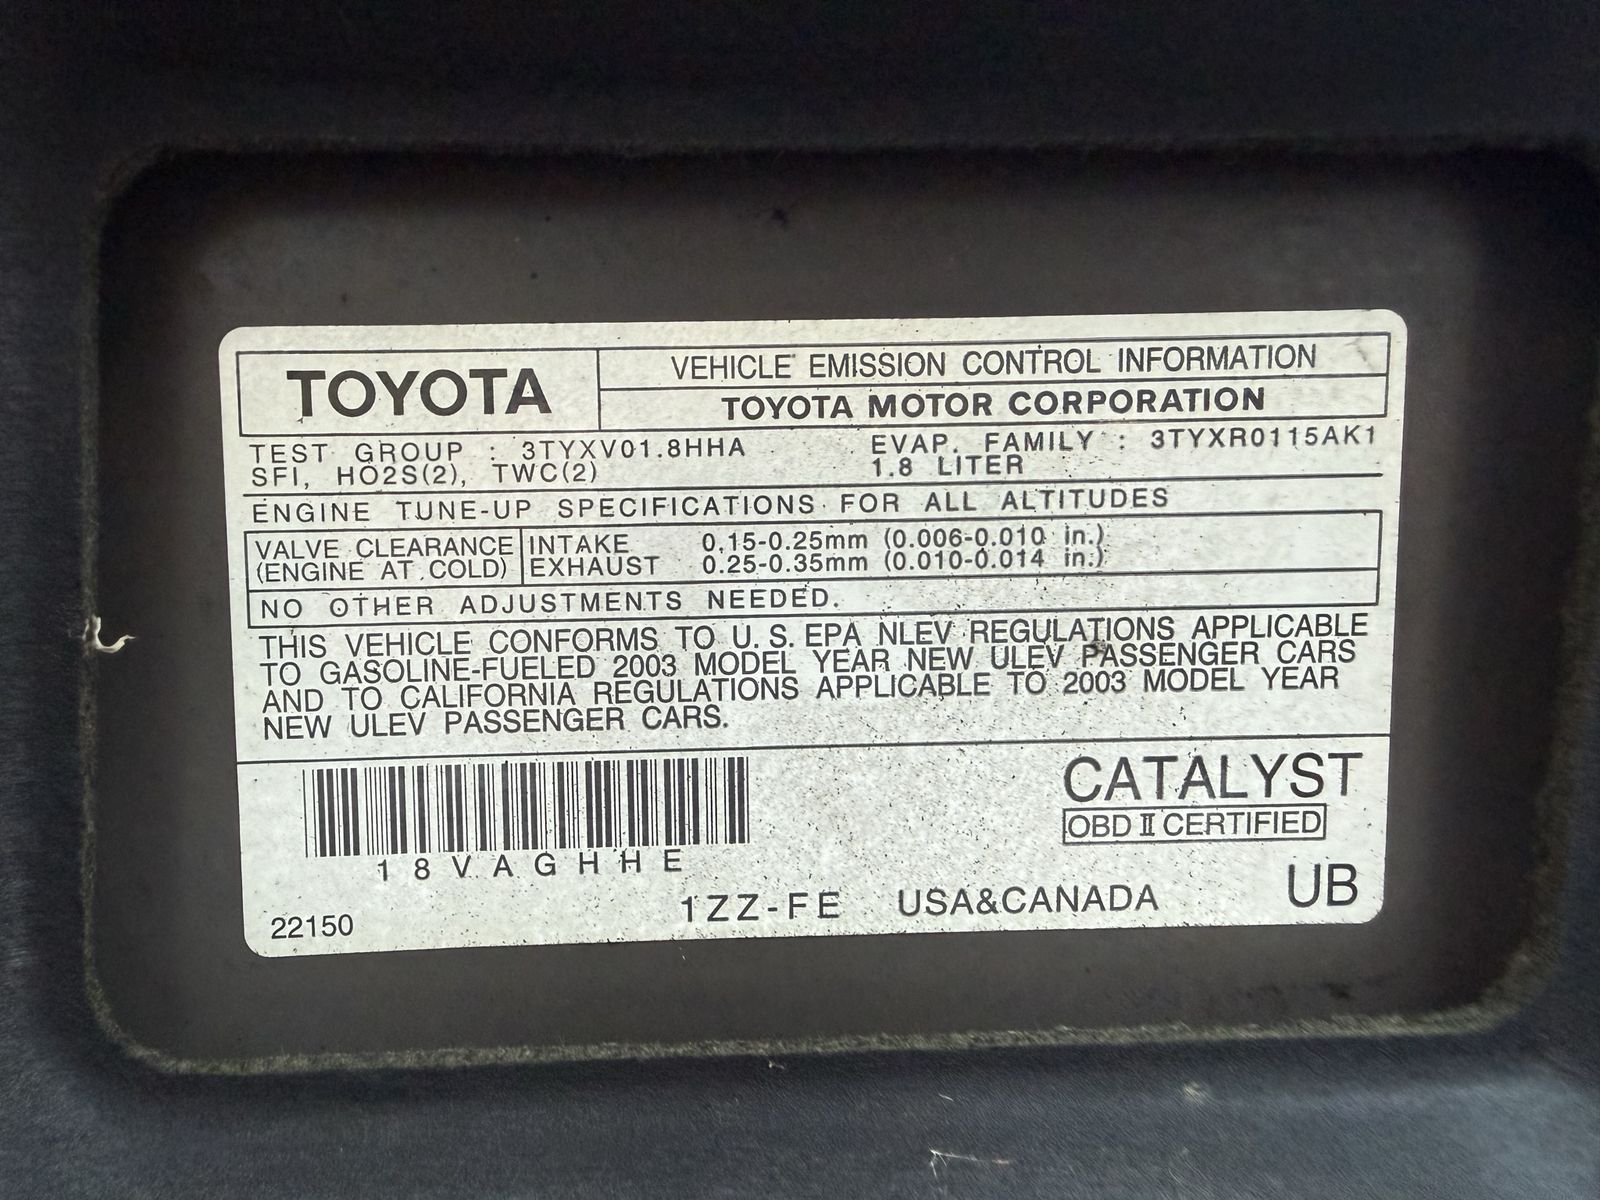 TOYOTA
VEHICLE EMISSION CONTROL INFORMATION
TOYOTA MOTOR CORPORATION
TEST GROUP : 3TYXV01.8HHA EVAP. FAMILY : 3TYXR0115AK1
SFI, HO2S(2), TWC(2) 1.8 LITER
ENGINE TUNE-UP SPECIFICATIONS FOR ALL ALTITUDES
VALVE CLEARANCE INTAKE 0.15-0.25mm (0.006-0.010 in.)
(ENGINE AT COLD) EXHAUST 0.25-0.35mm (0.010-0.014 in.)
NO OTHER ADJUSTMENTS NEEDED.
THIS VEHICLE CONFORMS TO U.S. EPA NLEV REGULATIONS APPLICABLE
TO GASOLINE-FUELED 2003 MODEL YEAR NEW ULEV PASSENGER CARS
AND TO CALIFORNIA REGULATIONS APPLICABLE TO 2003 MODEL YEAR
NEW ULEV PASSENGER CARS.
CATALYST
OBD II CERTIFIED
18VAGHHE
22150 1ZZ-FE USA&CANADA UB